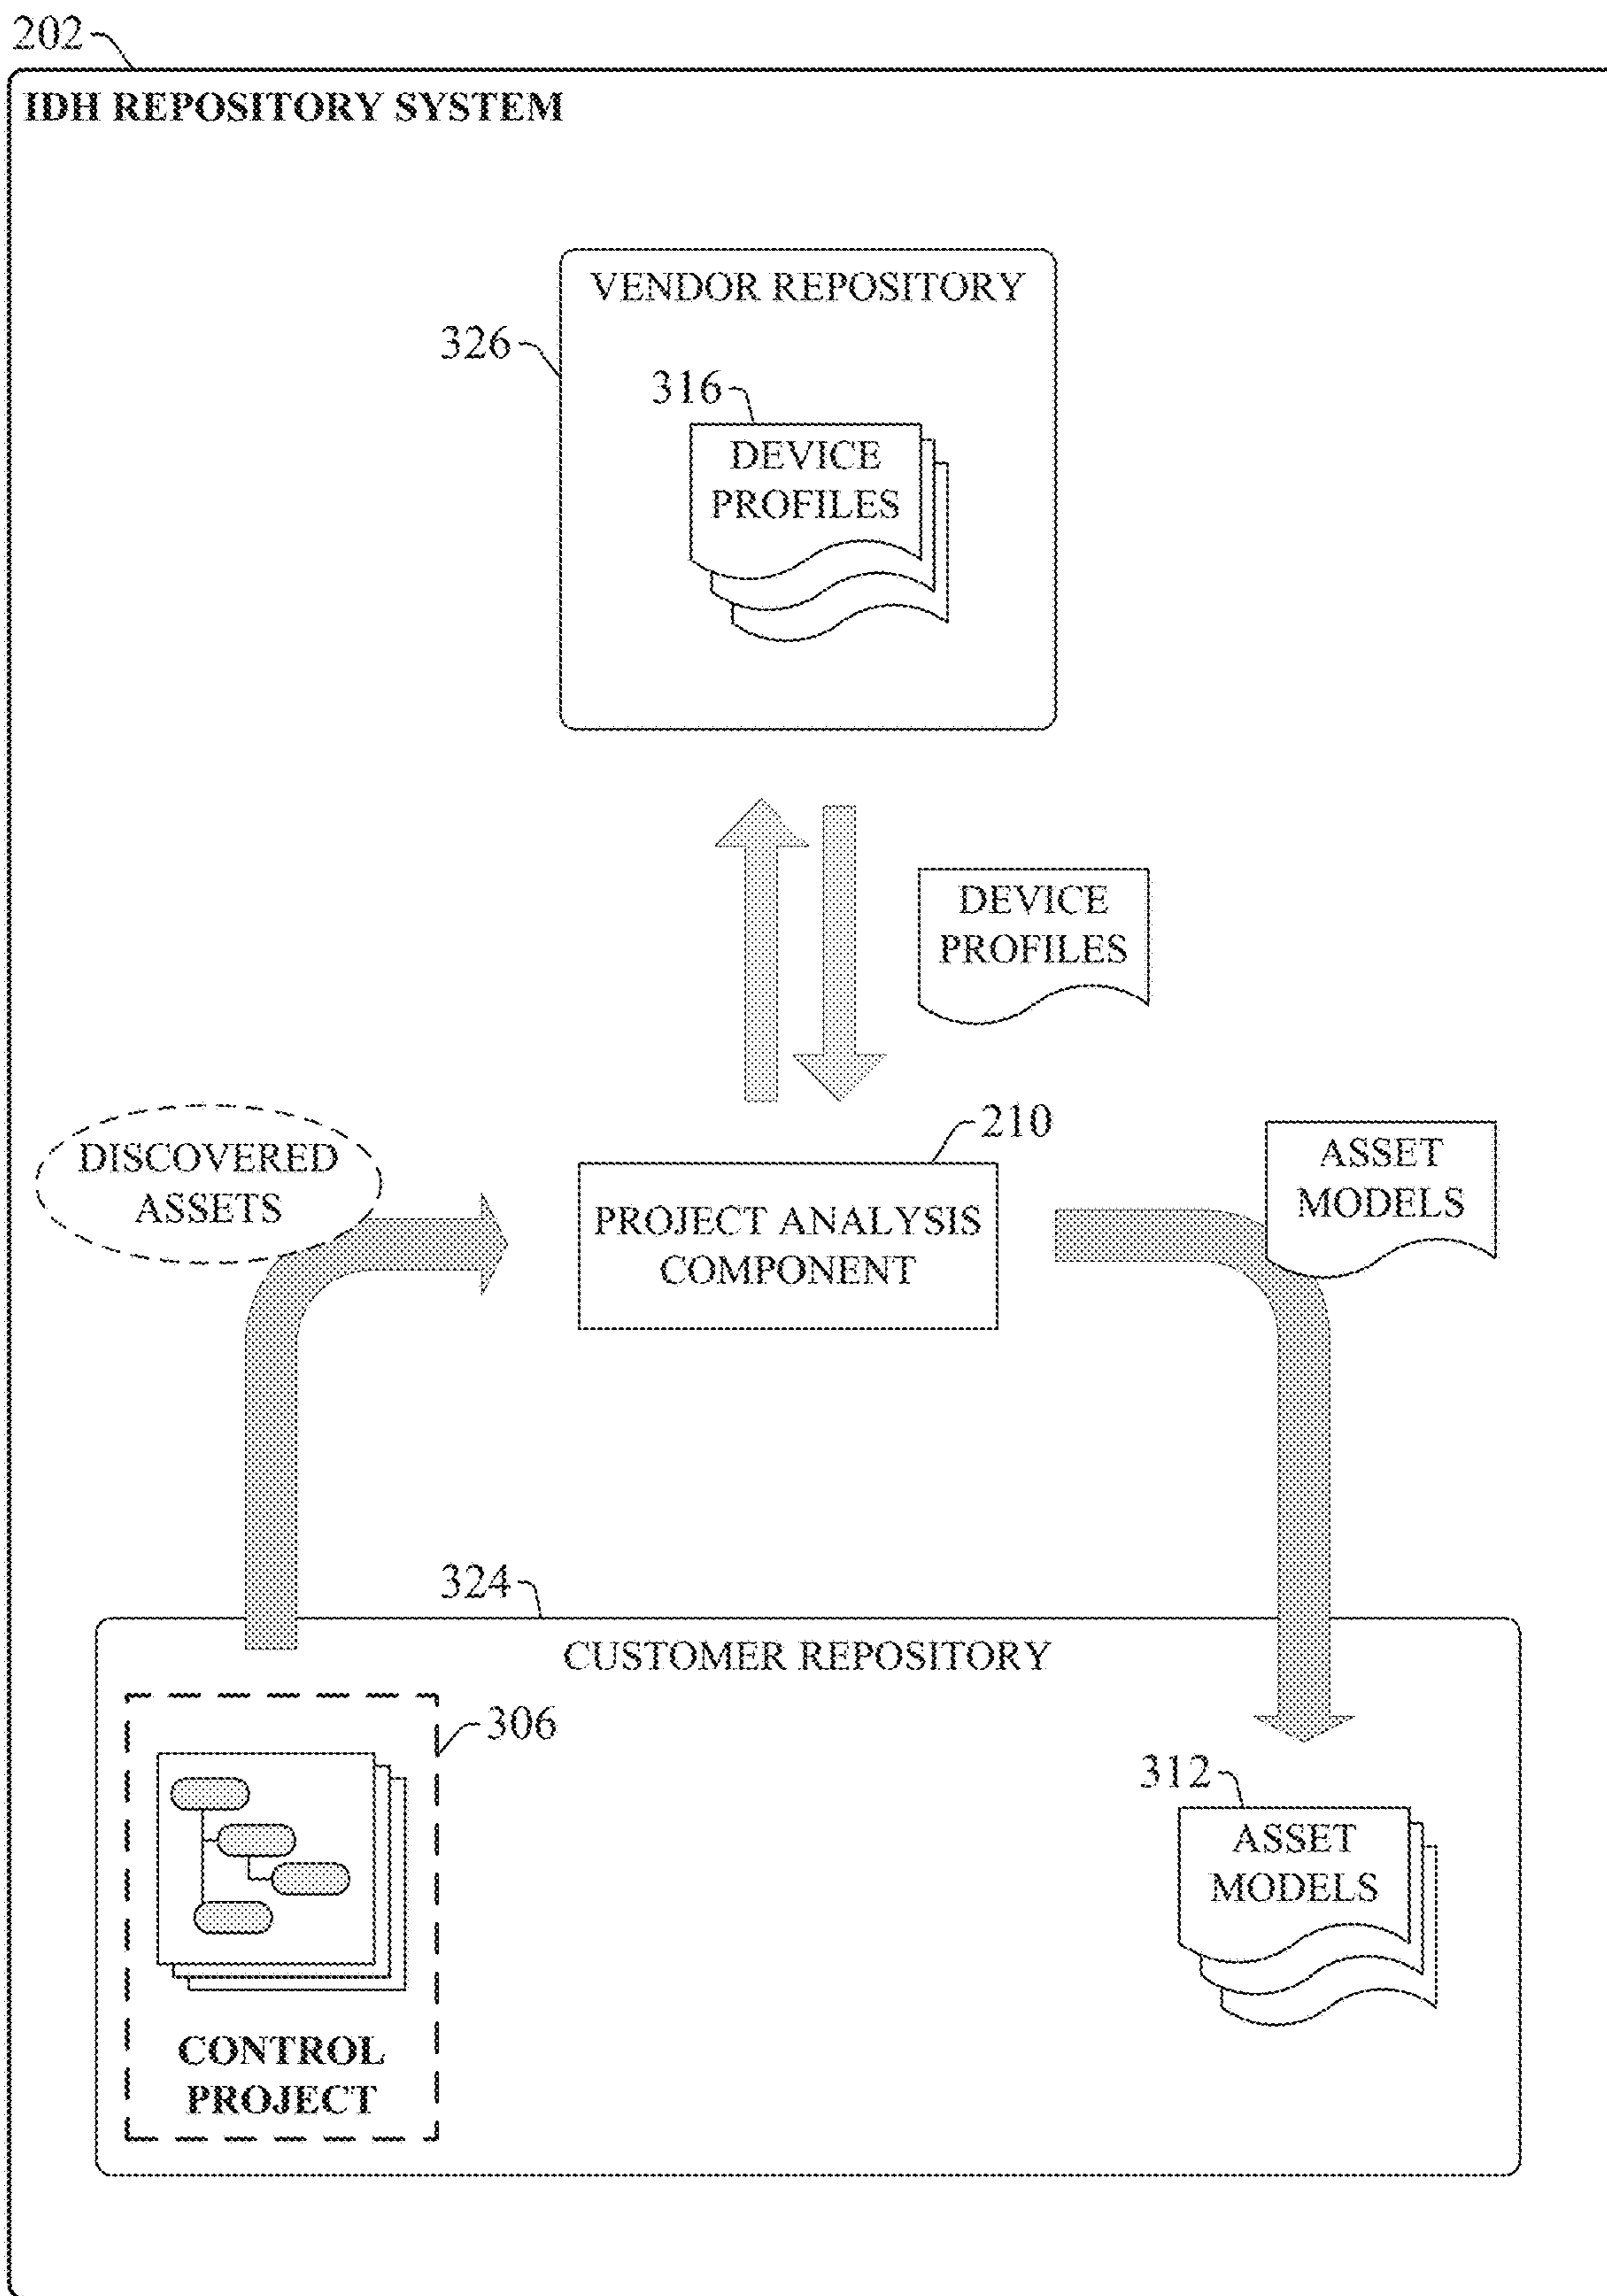 202
IDH REPOSITORY SYSTEM
VENDOR REPOSITORY
326
316
DEVICE
PROFILES
DEVICE
PROFILES
DISCOVERED
ASSETS
210
PROJECT ANALYSIS
COMPONENT
ASSET
MODELS
324
CUSTOMER REPOSITORY
306
CONTROL
PROJECT
312
ASSET
MODELS